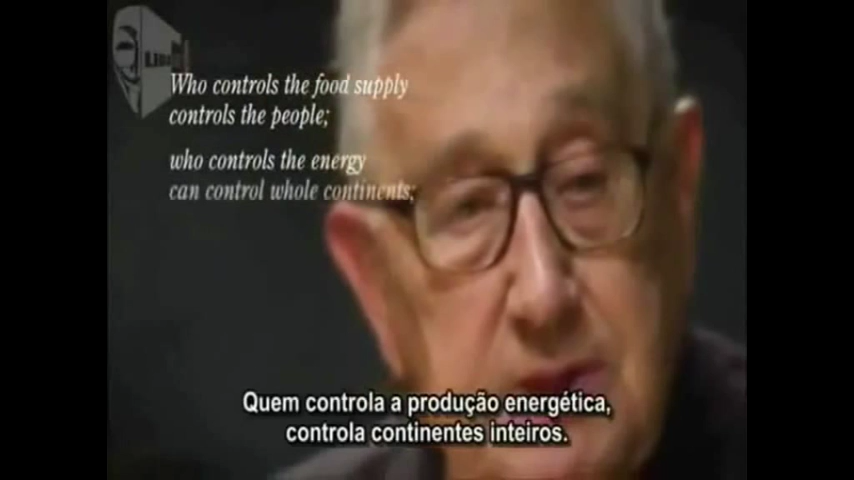 Who controls the food supply
controls the people;
who controls the energy
can control whole continents;
Quem controla a produção energética,
controla continentes inteiros.